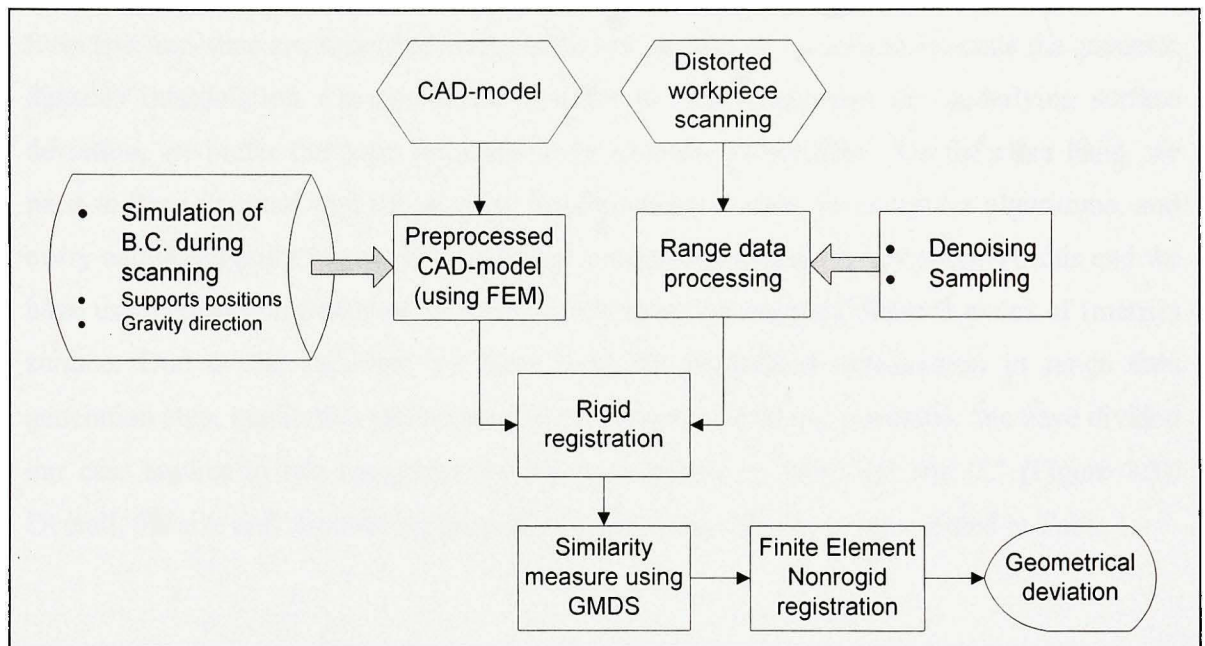 CAD-model
Distorted
workpiece
scanning
• Simulation of
B.C. during
scanning
• Supports positions
• Gravity direction
Preprocessed
CAD-model
(using FEM)
Range data
processing
• Denoising
• Sampling
Rigid
registration
Similarity
measure using
GMDS
Finite Element
Nonrogid
registration
Geometrical
deviation